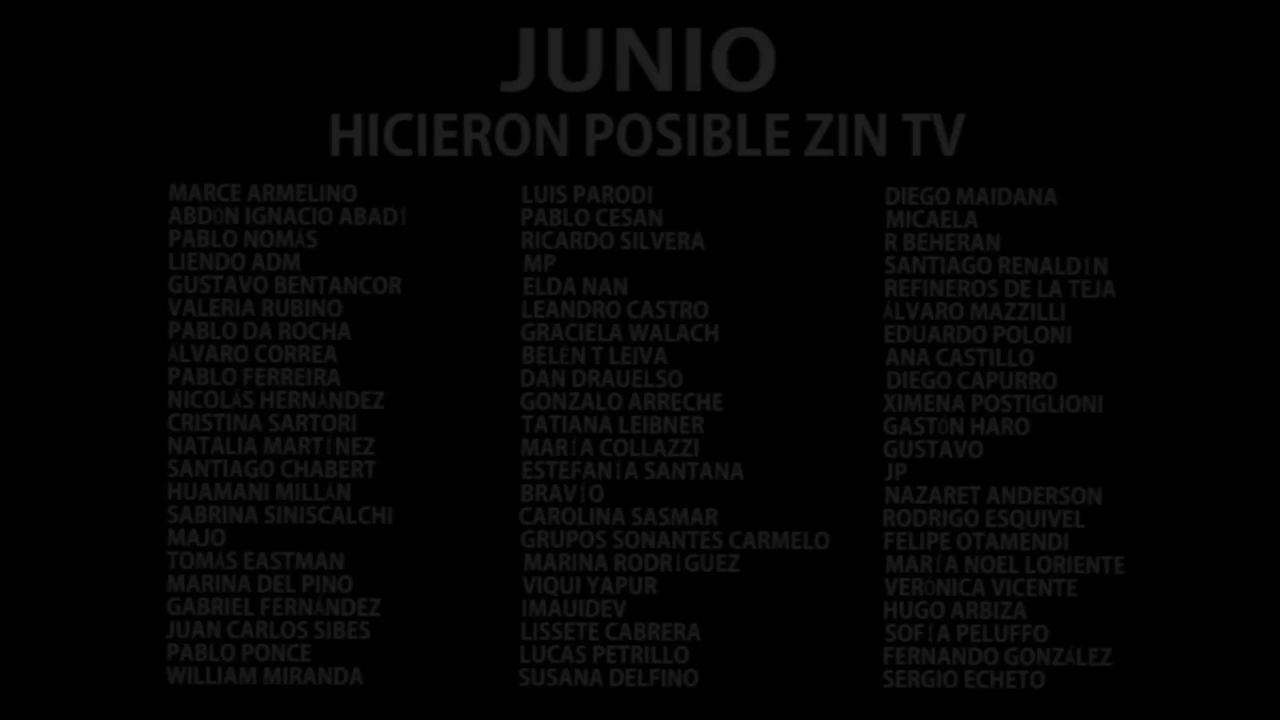 JUNIO
HICIERON POSIBLE ZIN TV
MARCE ARMELINO
ABDÓN IGNACIO ABADÍ
PABLO NOMÁS
LIENDO ADM
GUSTAVO BENTANCOR
VALERIA RUBINO
PABLO DA ROCHA
ÁLVARO CORREA
PABLO FERREIRA
NICOLÁS HERNÁNDEZ
CRISTINA SARTORI
NATALIA MARTÍNEZ
SANTIAGO CHABERT
HUAMANI MILLÁN
SABRINA SINISCALCHI
MAJO
TOMÁS EASTMAN
MARINA DEL PINO
GABRIEL FERNÁNDEZ
JUAN CARLOS SIBES
PABLO PONCE
WILLIAM MIRANDA
LUIS PARODI
PABLO CESAN
RICARDO SILVERA
MP
ELDA NAN
LEANDRO CASTRO
GRACIELA WALACH
BELÉN T LEIVA
DAN DRAUELSO
GONZALO ARRECHE
TATIANA LEIBNER
MARÍA COLLAZZI
ESTEFANÍA SANTANA
BRAVÍO
CAROLINA SASMAR
GRUPOS SONANTES CARMELO
MARINA RODRÍGUEZ
VIQUI YAPUR
IMAUIDEV
LISSETE CABRERA
LUCAS PETRILLO
SUSANA DELFINO
DIEGO MAIDANA
MICAELA
R BEHERAN
SANTIAGO RENALDÍN
REFINEROS DE LA TEJA
ÁLVARO MAZZILLI
EDUARDO POLONI
ANA CASTILLO
DIEGO CAPURRO
XIMENA POSTIGLIONI
GASTÓN HARO
GUSTAVO
JP
NAZARET ANDERSON
RODRIGO ESQUIVEL
FELIPE OTAMENDI
MARÍA NOEL LORIENTE
VERÓNICA VICENTE
HUGO ARBIZA
SOFÍA PELUFFO
FERNANDO GONZÁLEZ
SERGIO ECHETO